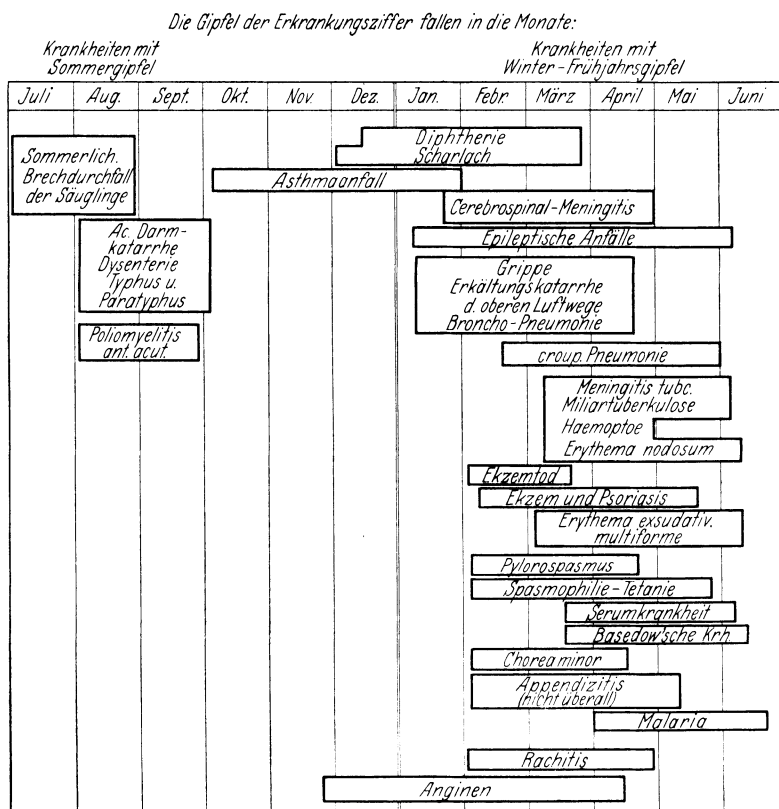 Die Gipfel der Erkrankungsziffer fallen in die Monate:
Krankheiten mit
Sommergipfel
Krankheiten mit
Winter-Frühjahrsgipfel
Juli Aug. Sept. Okt. Nov. Dez. Jan. Febr. März April Mai Juni
Diphtherie
Scharlach
Sommerlich.
Brechdurchfall
der Säuglinge
Asthmaanfall
Cerebrospinal-Meningitis
Ac. Darm-
katarrhe
Dysenterie
Typhus u.
Paratyphus
Epileptische Anfälle
Grippe
Erkältungskatarrhe
d. oberen Luftwege
Broncho-Pneumonie
Poliomyelitis
ant. acut.
croup. Pneumonie
Meningitis tubc.
Miliartuberkulose
Haemoptoe
Erythema nodosum
Ekzemtod
Ekzem und Psoriasis
Erythema exsudativ.
multiforme
Pylorospasmus
Spasmophilie-Tetanie
Serumkrankheit
Basedow'sche Krh.
Chorea minor
Appendizitis
(nicht überall)
Malaria
Rachitis
Anginen